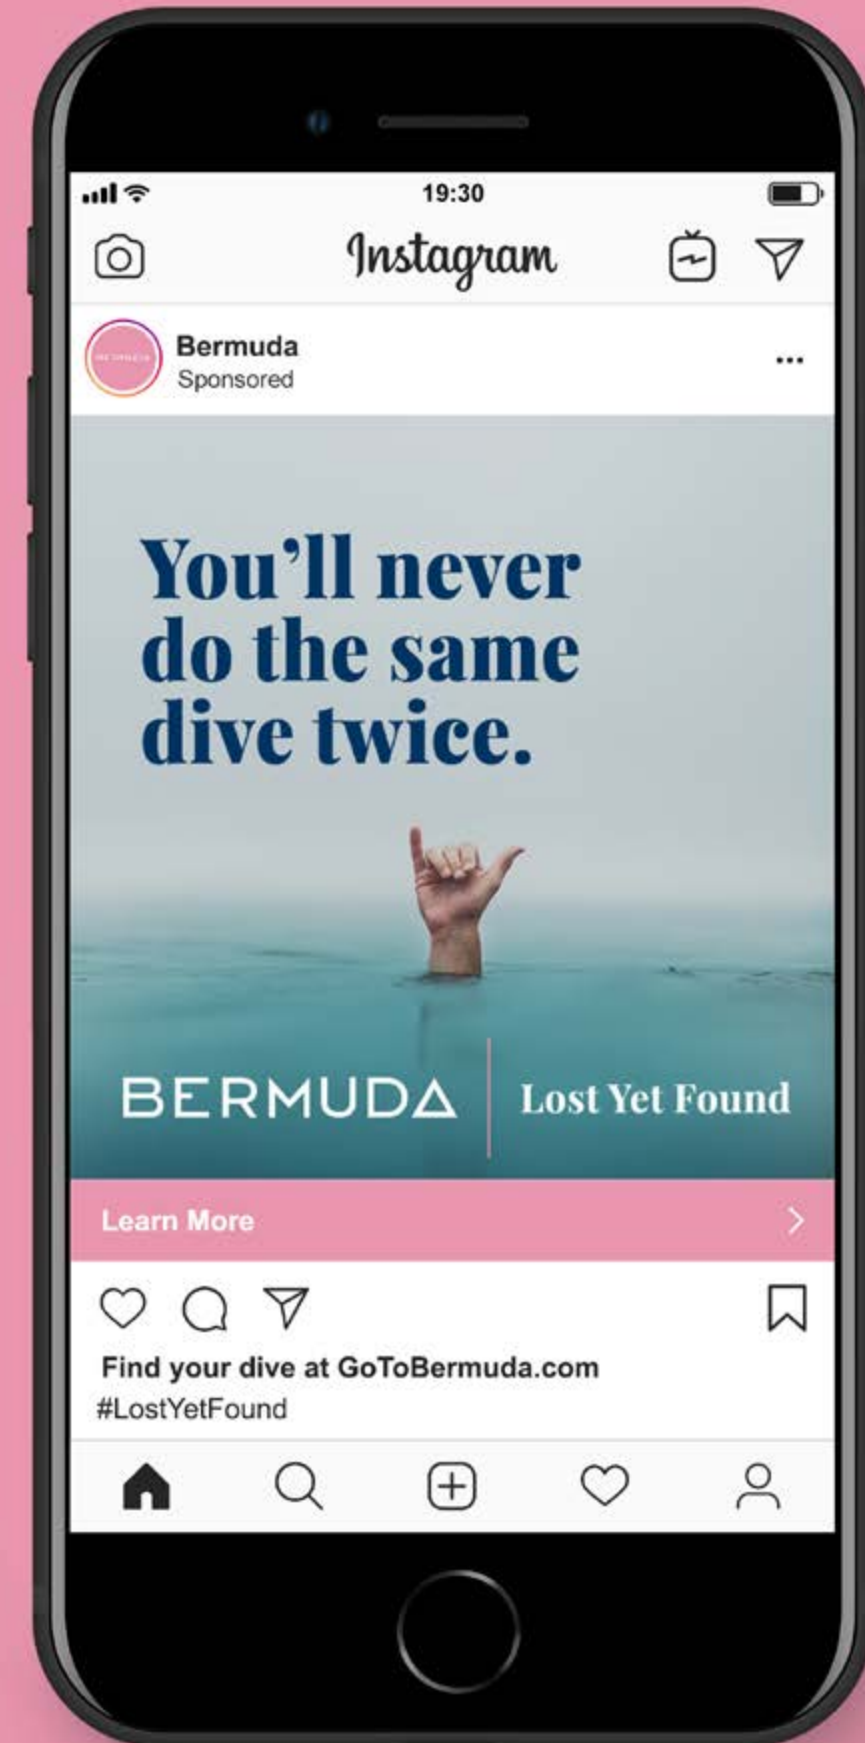 19:30
Instagram
Bermuda
Sponsored
You’ll never
do the same
dive twice.
BERMUDA
Lost Yet Found
Learn More
Find your dive at GoToBermuda.com
#LostYetFound